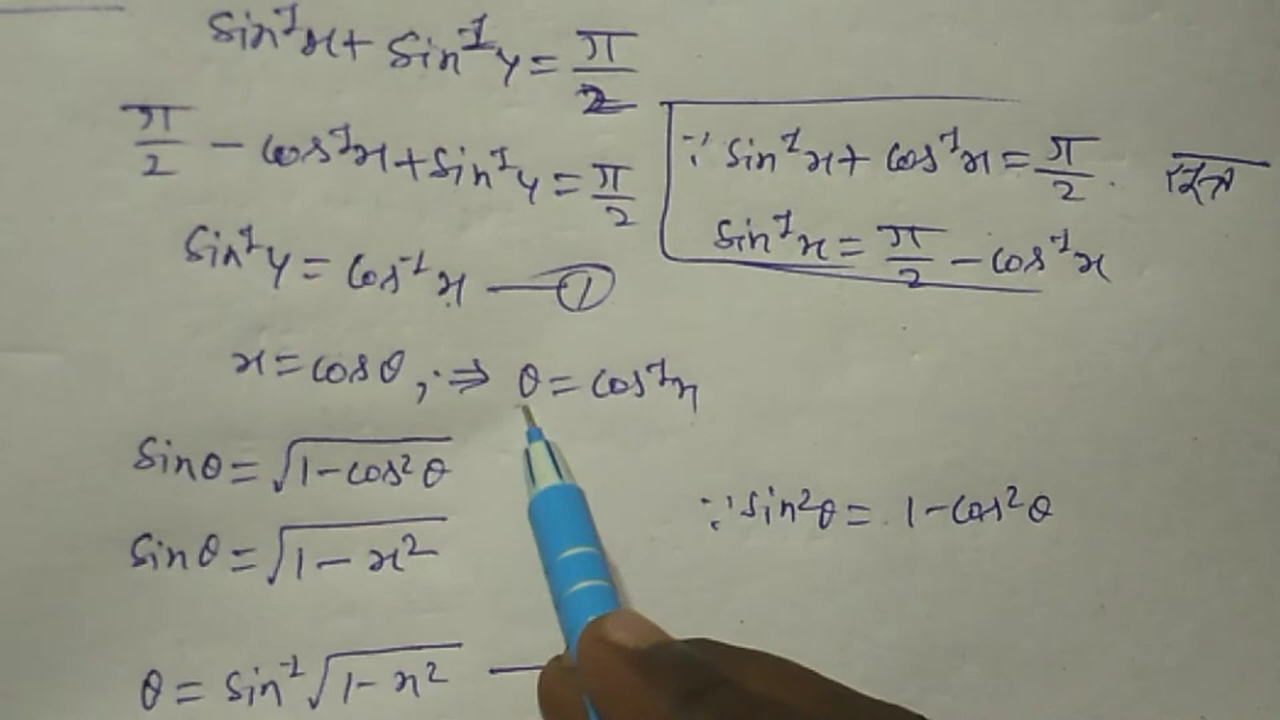 sin⁻¹x + sin⁻¹y = π/2
π/2 - cos⁻¹x + sin⁻¹y = π/2
∵ sin⁻¹x + cos⁻¹x = π/2.
sin⁻¹x = π/2 - cos⁻¹x
sin⁻¹y = cos⁻¹x — ①
x = cosθ, ⇒ θ = cos⁻¹x
sinθ = √(1-cos²θ)
∵ sin²θ = 1-cos²θ
sinθ = √(1-x²)
θ = sin⁻¹√(1-x²) —